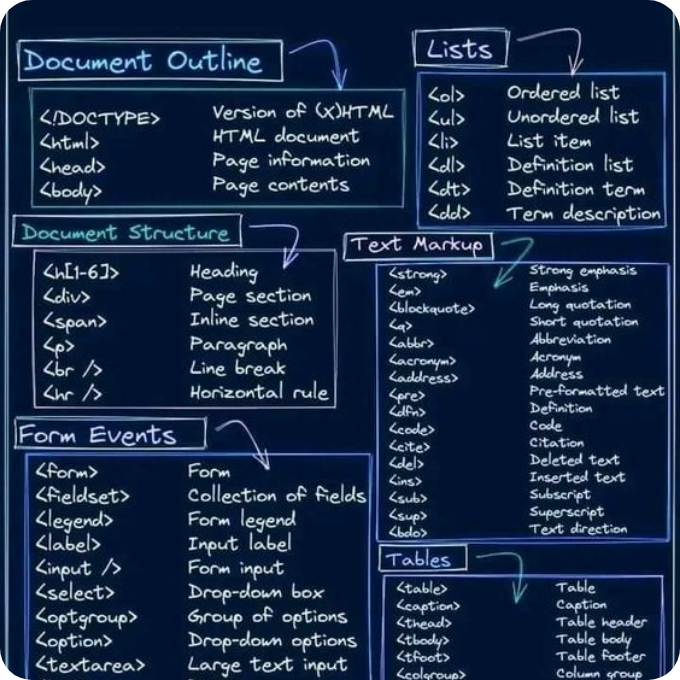 Document Outline
<!DOCTYPE> Version of (X)HTML
<html> HTML document
<head> Page information
<body> Page contents
Lists
<ol> Ordered list
<ul> Unordered list
<li> List item
<dl> Definition list
<dt> Definition term
<dd> Term description
Document Structure
<h[1-6]> Heading
<div> Page section
<span> Inline section
<p> Paragraph
<br /> Line break
<hr /> Horizontal rule
Text Markup
<strong> Strong emphasis
<em> Emphasis
<blockquote> Long quotation
<q> Short quotation
<abbr> Abbreviation
<acronym> Acronym
<address> Address
<pre> Pre-formatted text
<dfn> Definition
<code> Code
<cite> Citation
<del> Deleted text
<ins> Inserted text
<sub> Subscript
<sup> Superscript
<bdo> Text direction
Form Events
<form> Form
<fieldset> Collection of fields
<legend> Form legend
<label> Input label
<input /> Form input
<select> Drop-down box
<optgroup> Group of options
<option> Drop-down options
<textarea> Large text input
Tables
<table> Table
<caption> Caption
<thead> Table header
<tbody> Table body
<tfoot> Table footer
<colgroup> Column group